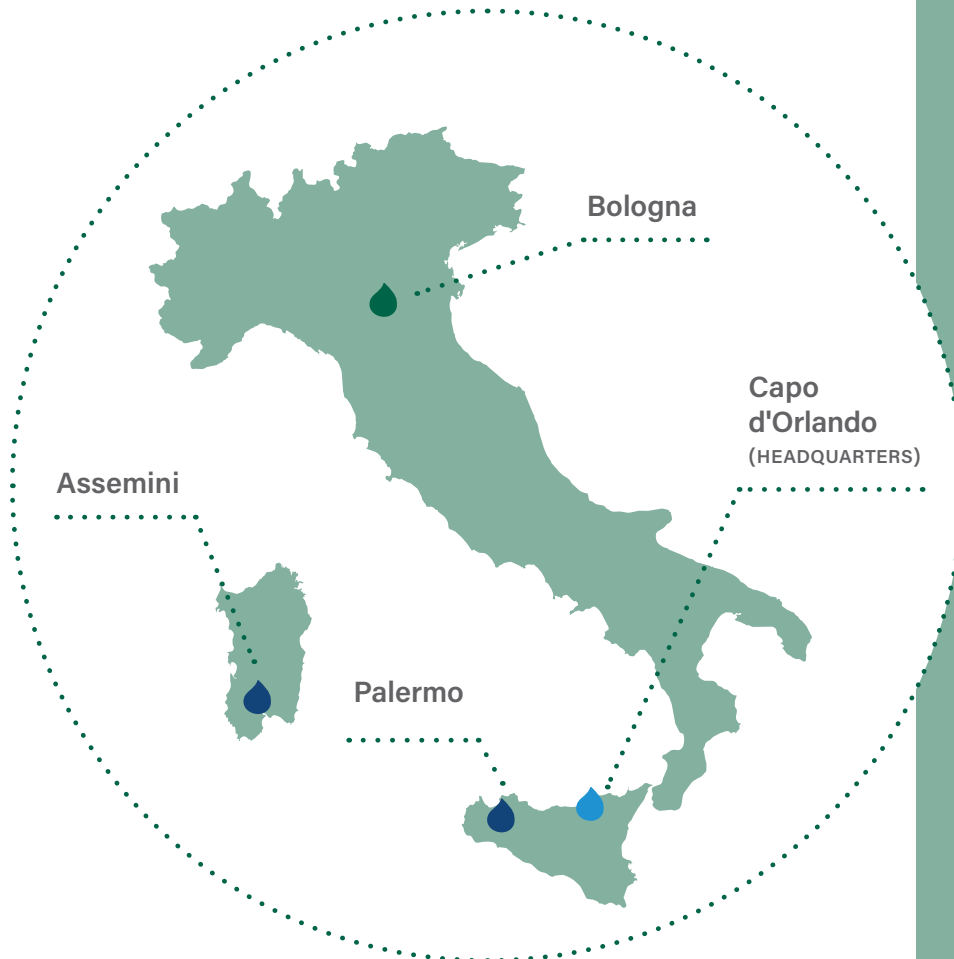 Bologna
Capo
d'Orlando
(HEADQUARTERS)
Assemini
Palermo